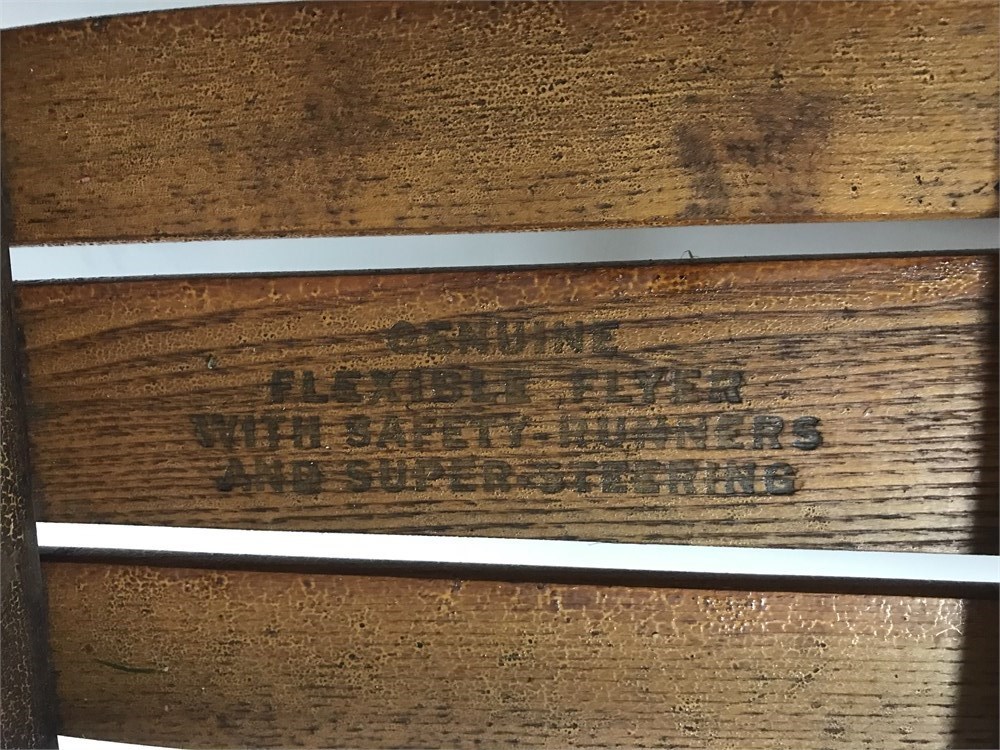 GENUINE
FLEXIBLE FLYER
WITH SAFETY-RUNNERS
AND SUPER-STEERING